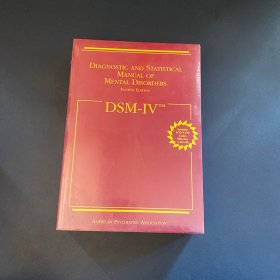 DIAGNOSTIC AND STATISTICAL
MANUAL OF
MENTAL DISORDERS
FOURTH EDITION
DSM-IV™
AMERICAN PSYCHIATRIC ASSOCIATION